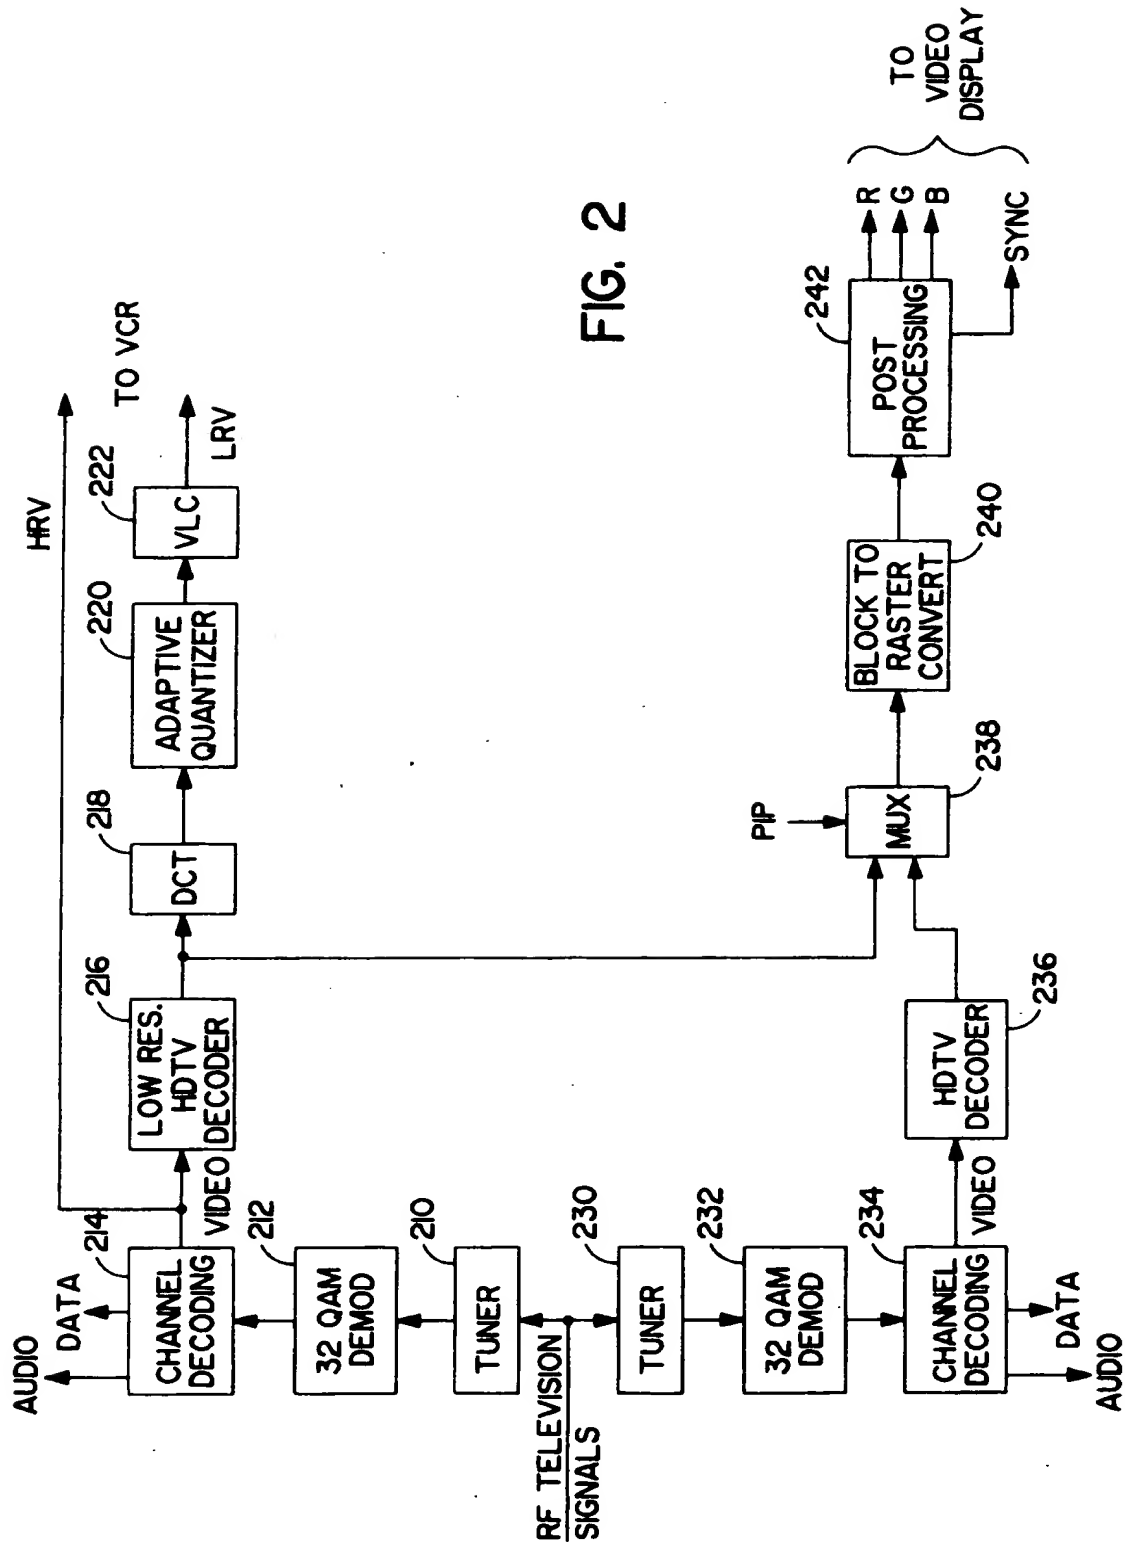 HRV
TO VCR
LRV
222
VLC
220
ADAPTIVE
QUANTIZER
218
DCT
216
LOW RES.
HDTV
DECODER
VIDEO
214
CHANNEL
DECODING
DATA
AUDIO
212
32 QAM
DEMOD
210
TUNER
RF TELEVISION
SIGNALS
230
TUNER
232
32 QAM
DEMOD
234
CHANNEL
DECODING
DATA
AUDIO
VIDEO
HDTV
DECODER
236
PIP
MUX
238
BLOCK TO
RASTER
CONVERT
240
242
POST
PROCESSING
R
G
B
SYNC
TO
VIDEO
DISPLAY
FIG. 2